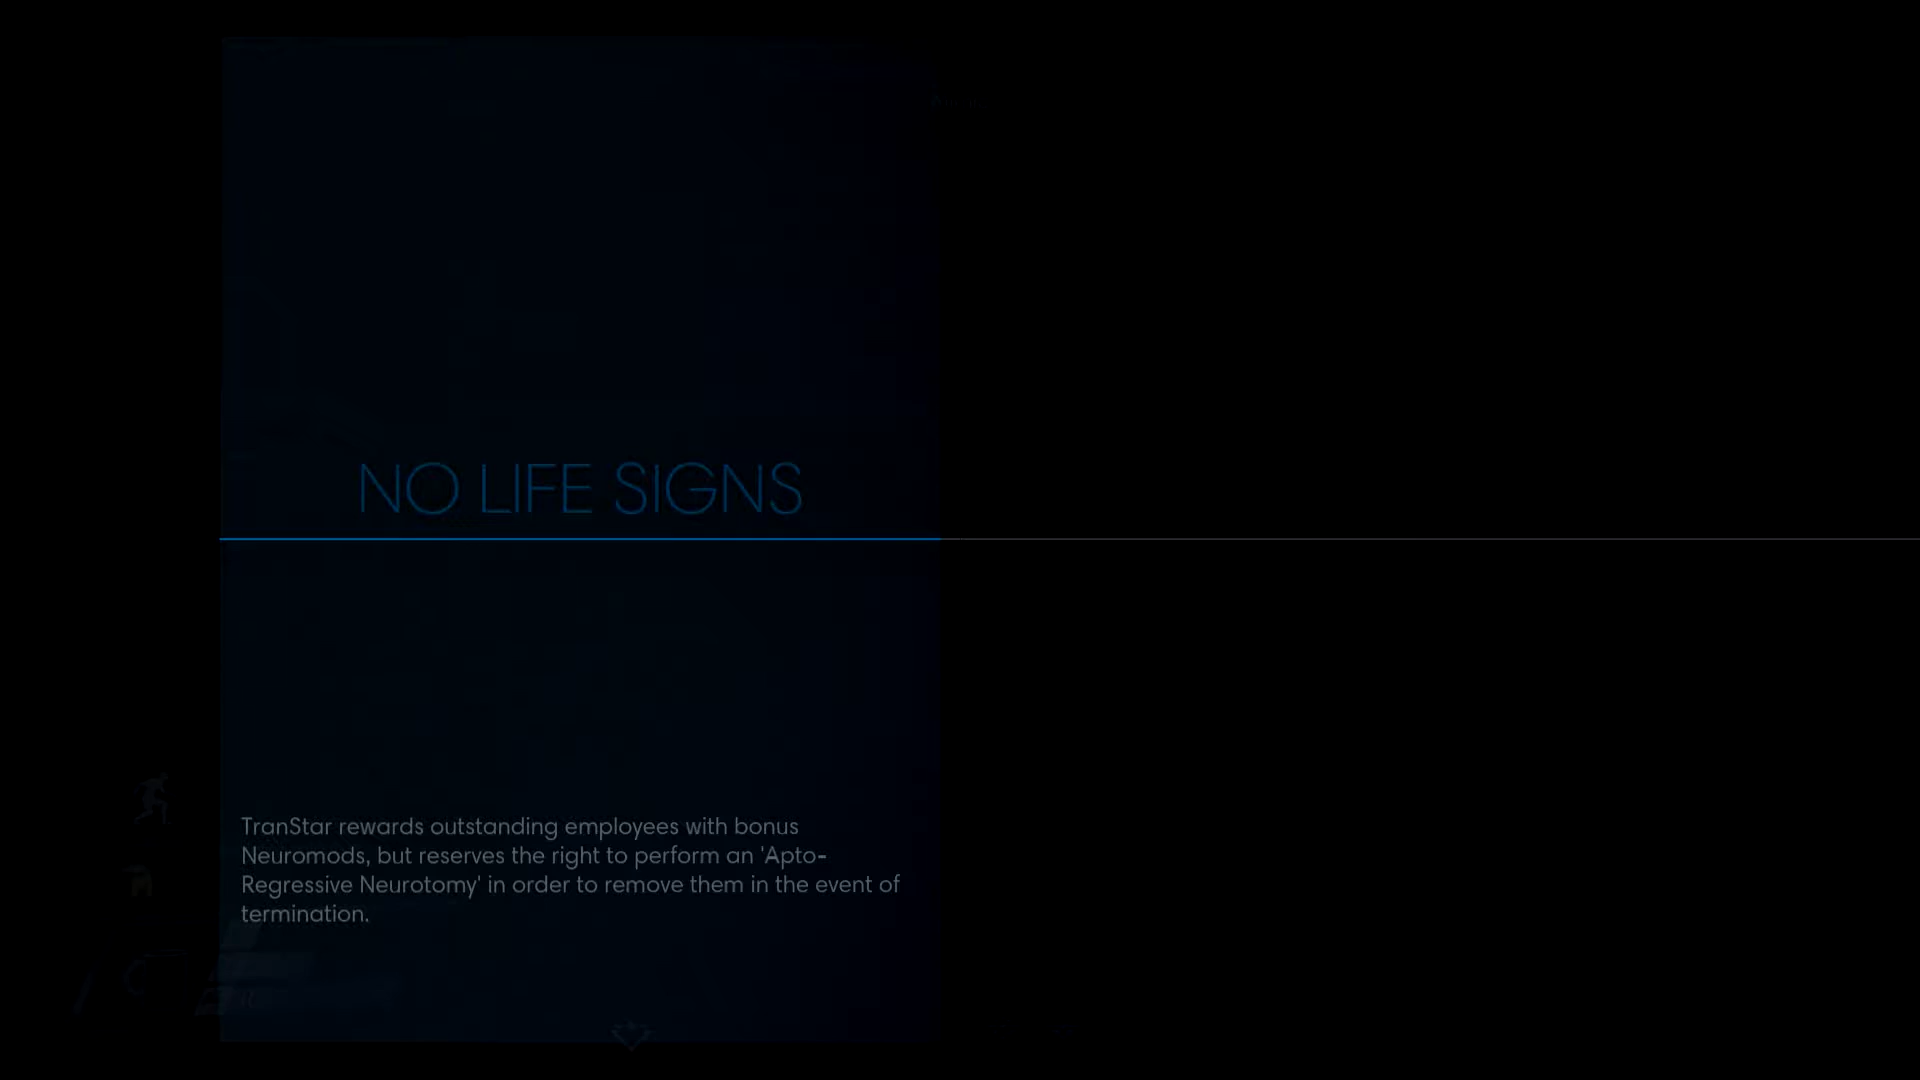 NO LIFE SIGNS
TranStar rewards outstanding employees with bonus
Neuromods, but reserves the right to perform an 'Apto-
Regressive Neurotomy' in order to remove them in the event of
termination.